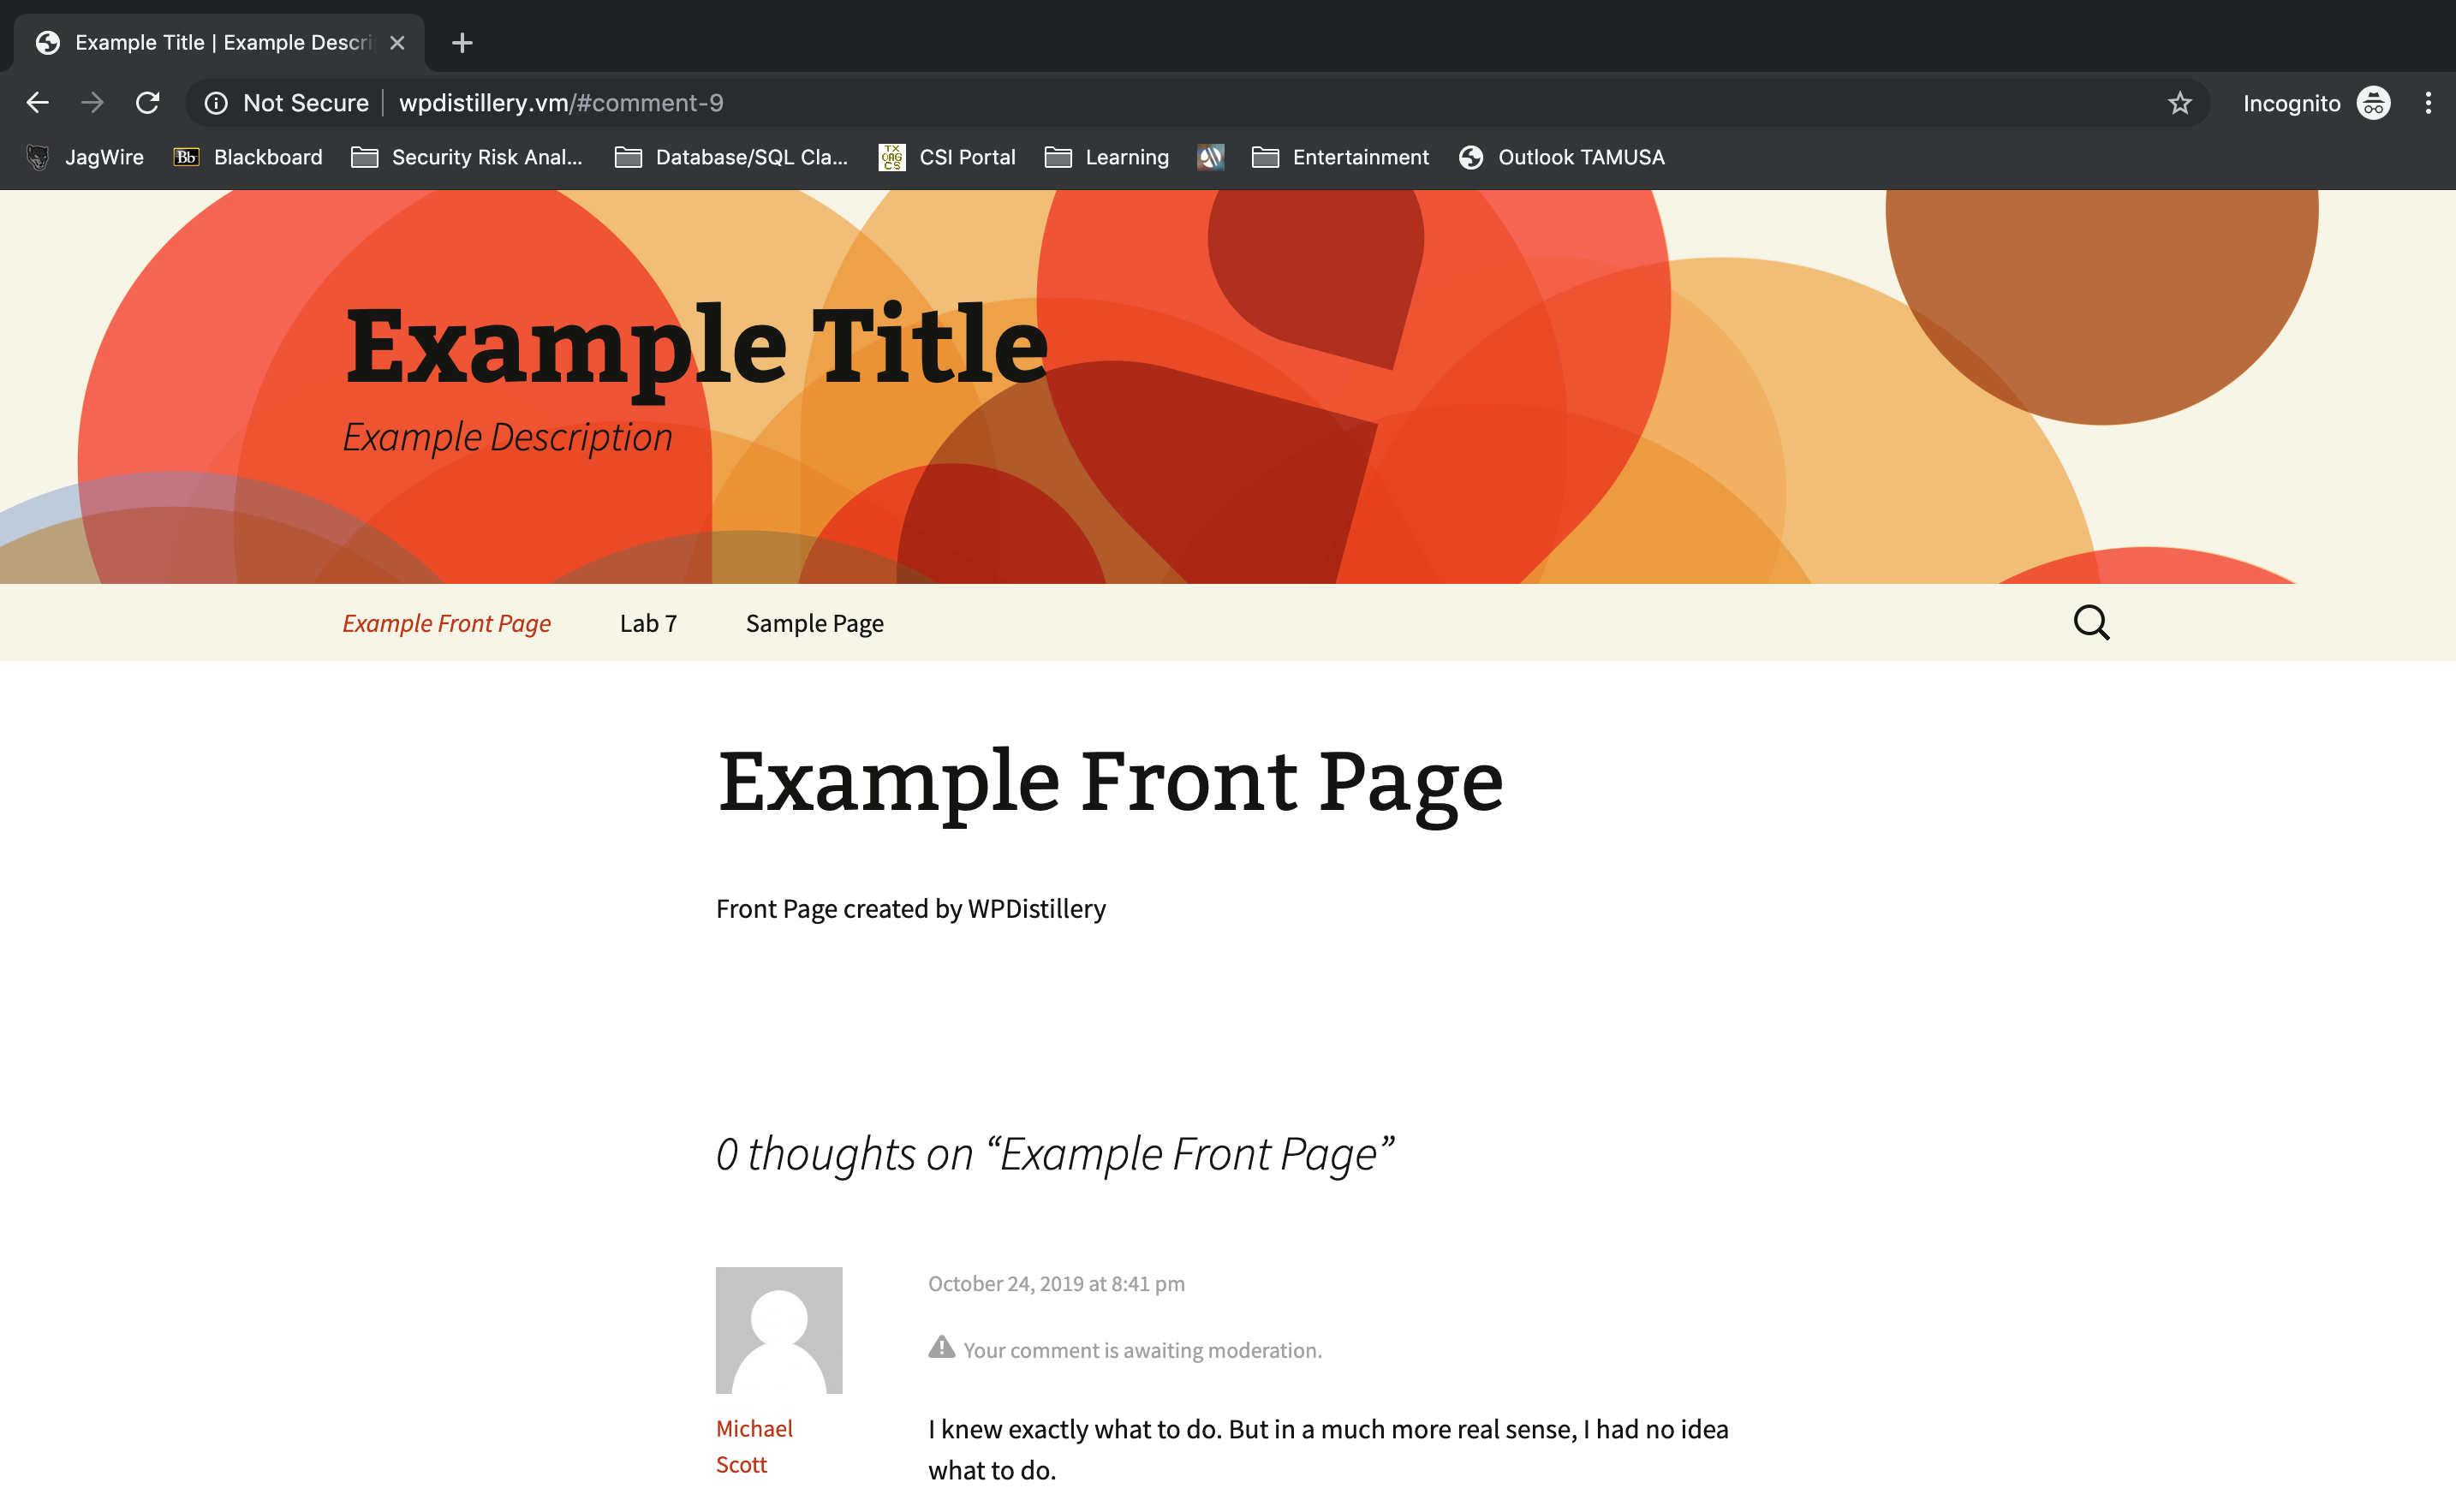 Example Title | Example Descri
Not Secure wpdistillery.vm/#comment-9 Incognito
JagWire Bb Blackboard Security Risk Anal... Database/SQL Cla... TX OAG CS CSI Portal Learning Entertainment Outlook TAMUSA
Example Title
Example Description
Example Front Page Lab 7 Sample Page
Example Front Page
Front Page created by WPDistillery
0 thoughts on “Example Front Page”
October 24, 2019 at 8:41 pm
Your comment is awaiting moderation.
Michael
Scott
I knew exactly what to do. But in a much more real sense, I had no idea
what to do.